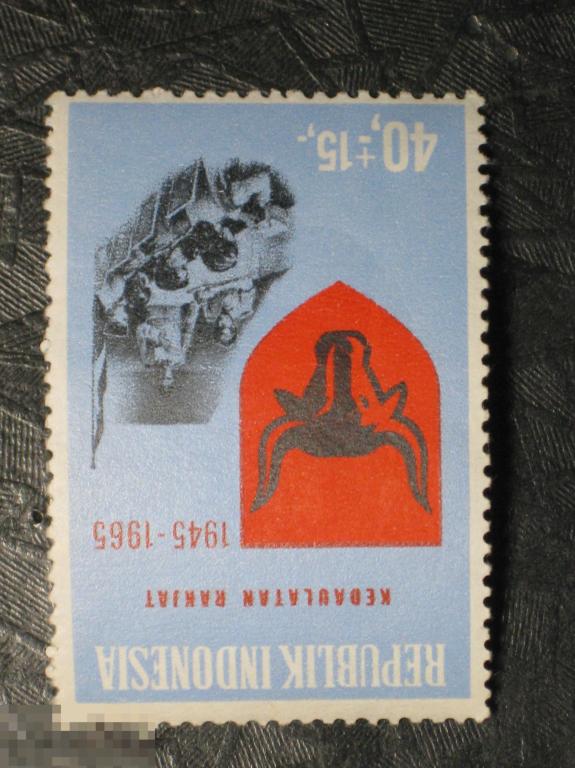 REPUBLIK INDONESIA
KEDAULATAN RAKJAT
1945-1965
40,-+15,-